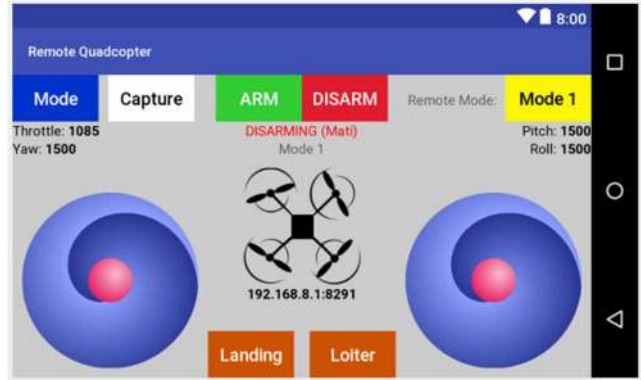 8:00
Remote Quadcopter
Mode Capture ARM DISARM Remote Mode: Mode 1
Throttle: 1085 DISARMING (Mati) Pitch: 1500
Yaw: 1500 Mode 1 Roll: 1500
192.168.8.1:8291
Landing Loiter